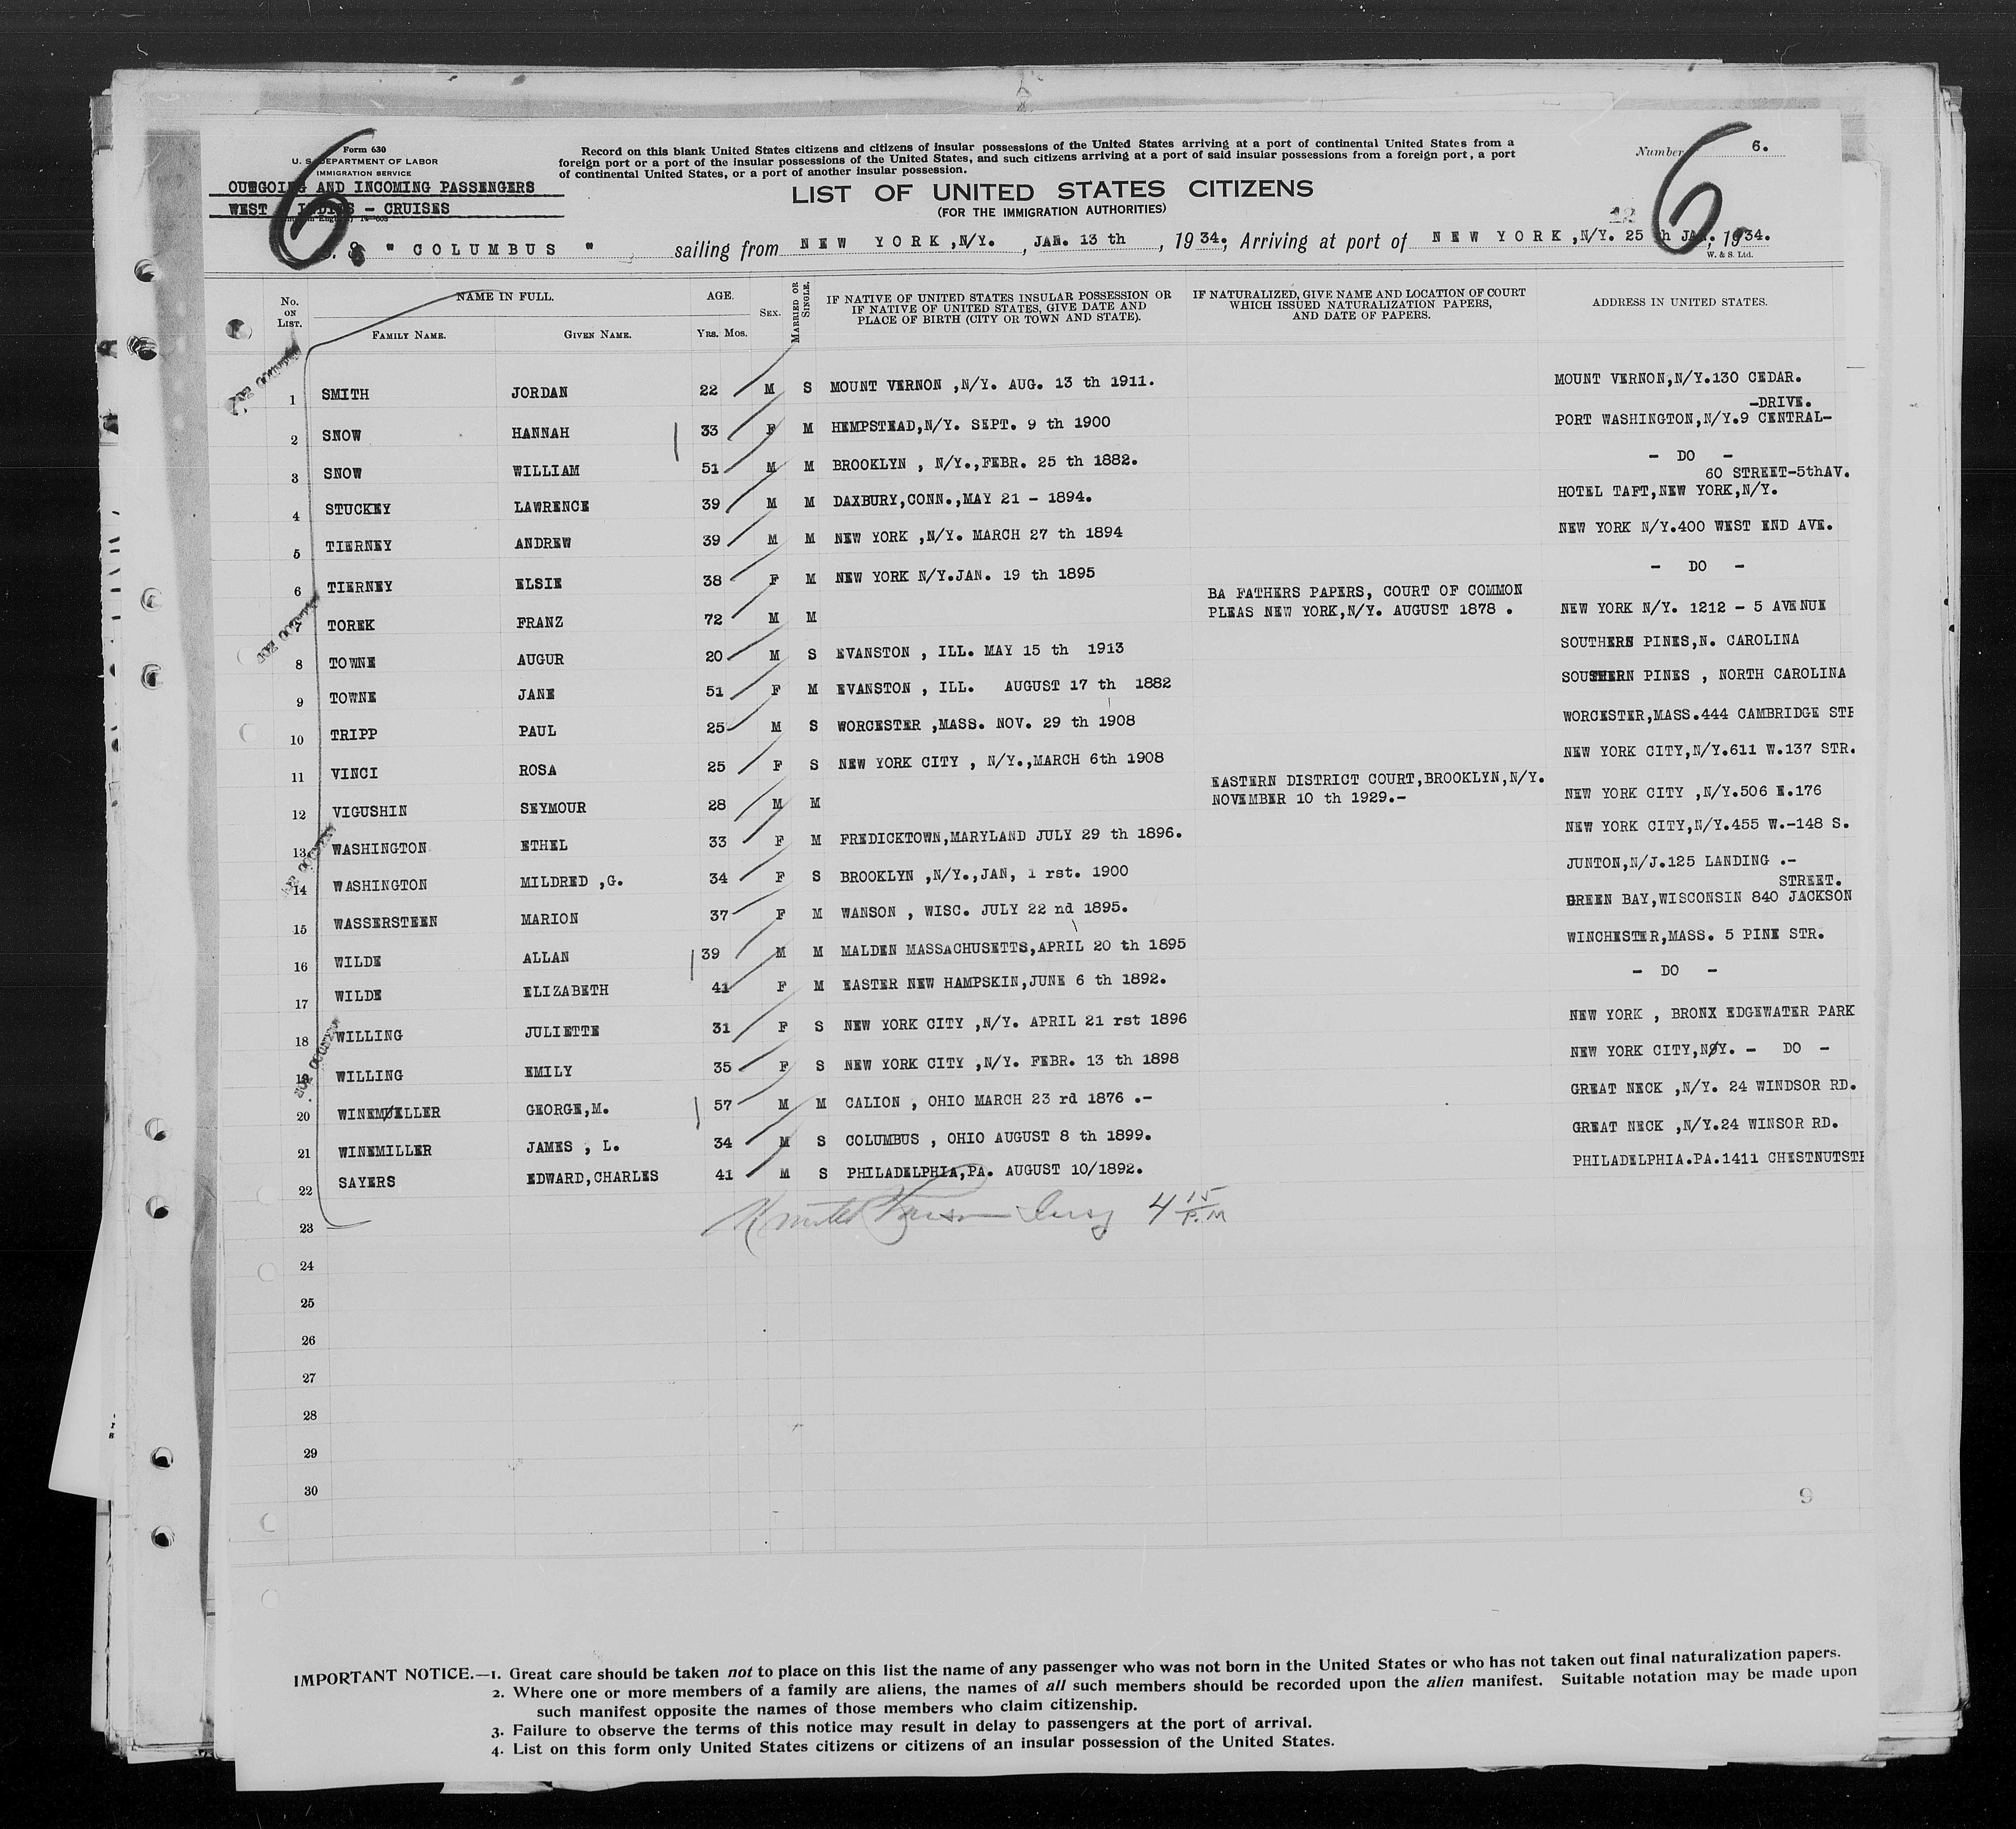 Form 630
U. S. DEPARTMENT OF LABOR
IMMIGRATION SERVICE
OUTGOING AND INCOMING PASSENGERS
WEST INDIES - CRUISES
6
Record on this blank United States citizens and citizens of insular possessions of the United States arriving at a port of continental United States from a
foreign port or a port of the insular possessions of the United States, and such citizens arriving at a port of said insular possessions from a foreign port, a port
of continental United States, or a port of another insular possession.
LIST OF UNITED STATES CITIZENS
(FOR THE IMMIGRATION AUTHORITIES)
Number 6.
6
12
S. S. " COLUMBUS " sailing from NEW YORK ,N/Y. , JAN. 13 th , 19 34. ; Arriving at port of NEW YORK ,N/Y. 25 th JAN. , 1934.
W. & S. Ltd.
No. ON LIST. NAME IN FULL. FAMILY NAME. GIVEN NAME. AGE. YRS. MOS. SEX. MARRIED OR SINGLE. IF NATIVE OF UNITED STATES INSULAR POSSESSION OR IF NATIVE OF UNITED STATES, GIVE DATE AND PLACE OF BIRTH (CITY OR TOWN AND STATE). IF NATURALIZED, GIVE NAME AND LOCATION OF COURT WHICH ISSUED NATURALIZATION PAPERS, AND DATE OF PAPERS. ADDRESS IN UNITED STATES.
1 SMITH JORDAN 22 M S MOUNT VERNON ,N/Y. AUG. 13 th 1911. MOUNT VERNON,N/Y.130 CEDAR.
-DRIVE.
2 SNOW HANNAH 33 F M HEMPSTEAD,N/Y. SEPT. 9 th 1900 PORT WASHINGTON,N/Y.9 CENTRAL-
3 SNOW WILLIAM 51 M M BROOKLYN , N/Y.,FEBR. 25 th 1882. - DO -
60 STREET-5thAV.
4 STUCKEY LAWRENCE 39 M M DAXBURY,CONN.,MAY 21 - 1894. HOTEL TAFT,NEW YORK,N/Y.
5 TIERNEY ANDREW 39 M M NEW YORK ,N/Y. MARCH 27 th 1894 NEW YORK N/Y.400 WEST END AVE.
6 TIERNEY ELSIE 38 F M NEW YORK N/Y.JAN. 19 th 1895 - DO -
BA FATHERS PAPERS, COURT OF COMMON
7 TOREK FRANZ 72 M M PLEAS NEW YORK,N/Y. AUGUST 1878 . NEW YORK N/Y. 1212 - 5 AVENUE
8 TOWNE AUGUR 20 M S EVANSTON , ILL. MAY 15 th 1913 SOUTHERN PINES,N. CAROLINA
9 TOWNE JANE 51 F M EVANSTON , ILL. AUGUST 17 th 1882 SOUTHERN PINES , NORTH CAROLINA
10 TRIPP PAUL 25 M S WORCESTER ,MASS. NOV. 29 th 1908 WORCESTER,MASS.444 CAMBRIDGE STR
11 VINCI ROSA 25 F S NEW YORK CITY , N/Y.,MARCH 6th 1908 NEW YORK CITY,N/Y.611 W.137 STR.
EASTERN DISTRICT COURT,BROOKLYN,N/Y.
12 VIGUSHIN SEYMOUR 28 M M NOVEMBER 10 th 1929.- NEW YORK CITY ,N/Y.506 E.176
13 WASHINGTON ETHEL 33 F M FREDICKTOWN,MARYLAND JULY 29 th 1896. NEW YORK CITY,N/Y.455 W.-148 S.
14 WASHINGTON MILDRED ,G. 34 F S BROOKLYN ,N/Y.,JAN, 1 rst. 1900 JUNTON,N/J.125 LANDING .-
STREET.
15 WASSERSTEEN MARION 37 F M WANSON , WISC. JULY 22 nd 1895. GREEN BAY,WISCONSIN 840 JACKSON
16 WILDE ALLAN 39 M M MALDEN MASSACHUSETTS,APRIL 20 th 1895 WINCHESTER,MASS. 5 PINE STR.
17 WILDE ELIZABETH 41 F M EASTER NEW HAMPSKIN,JUNE 6 th 1892. - DO -
18 WILLING JULIETTE 31 F S NEW YORK CITY ,N/Y. APRIL 21 rst 1896 NEW YORK , BRONX EDGEWATER PARK
19 WILLING EMILY 35 F S NEW YORK CITY ,N/Y. FEBR. 13 th 1898 NEW YORK CITY,N/Y. - DO -
20 WINEMILLER GEORGE,M. 57 M M CALION , OHIO MARCH 23 rd 1876 .- GREAT NECK ,N/Y. 24 WINDSOR RD.
21 WINEMILLER JAMES , L. 34 M S COLUMBUS , OHIO AUGUST 8 th 1899. GREAT NECK ,N/Y.24 WINSOR RD.
22 SAYERS EDWARD,CHARLES 41 M S PHILADELPHIA,PA. AUGUST 10/1892. PHILADELPHIA.PA.1411 CHESTNUTSTR
23 4 15 P.M
24
25
26
27
28
29
30
9
IMPORTANT NOTICE.—1. Great care should be taken not to place on this list the name of any passenger who was not born in the United States or who has not taken out final naturalization papers.
2. Where one or more members of a family are aliens, the names of all such members should be recorded upon the alien manifest. Suitable notation may be made upon
such manifest opposite the names of those members who claim citizenship.
3. Failure to observe the terms of this notice may result in delay to passengers at the port of arrival.
4. List on this form only United States citizens or citizens of an insular possession of the United States.